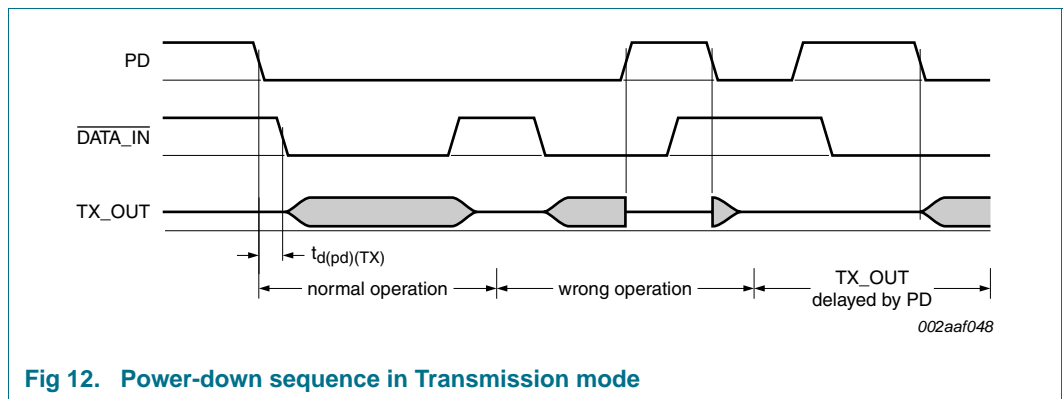 PD
DATA_IN
TX_OUT
td(pd)(TX)
normal operation
wrong operation
TX_OUT
delayed by PD
002aaf048
Fig 12. Power-down sequence in Transmission mode